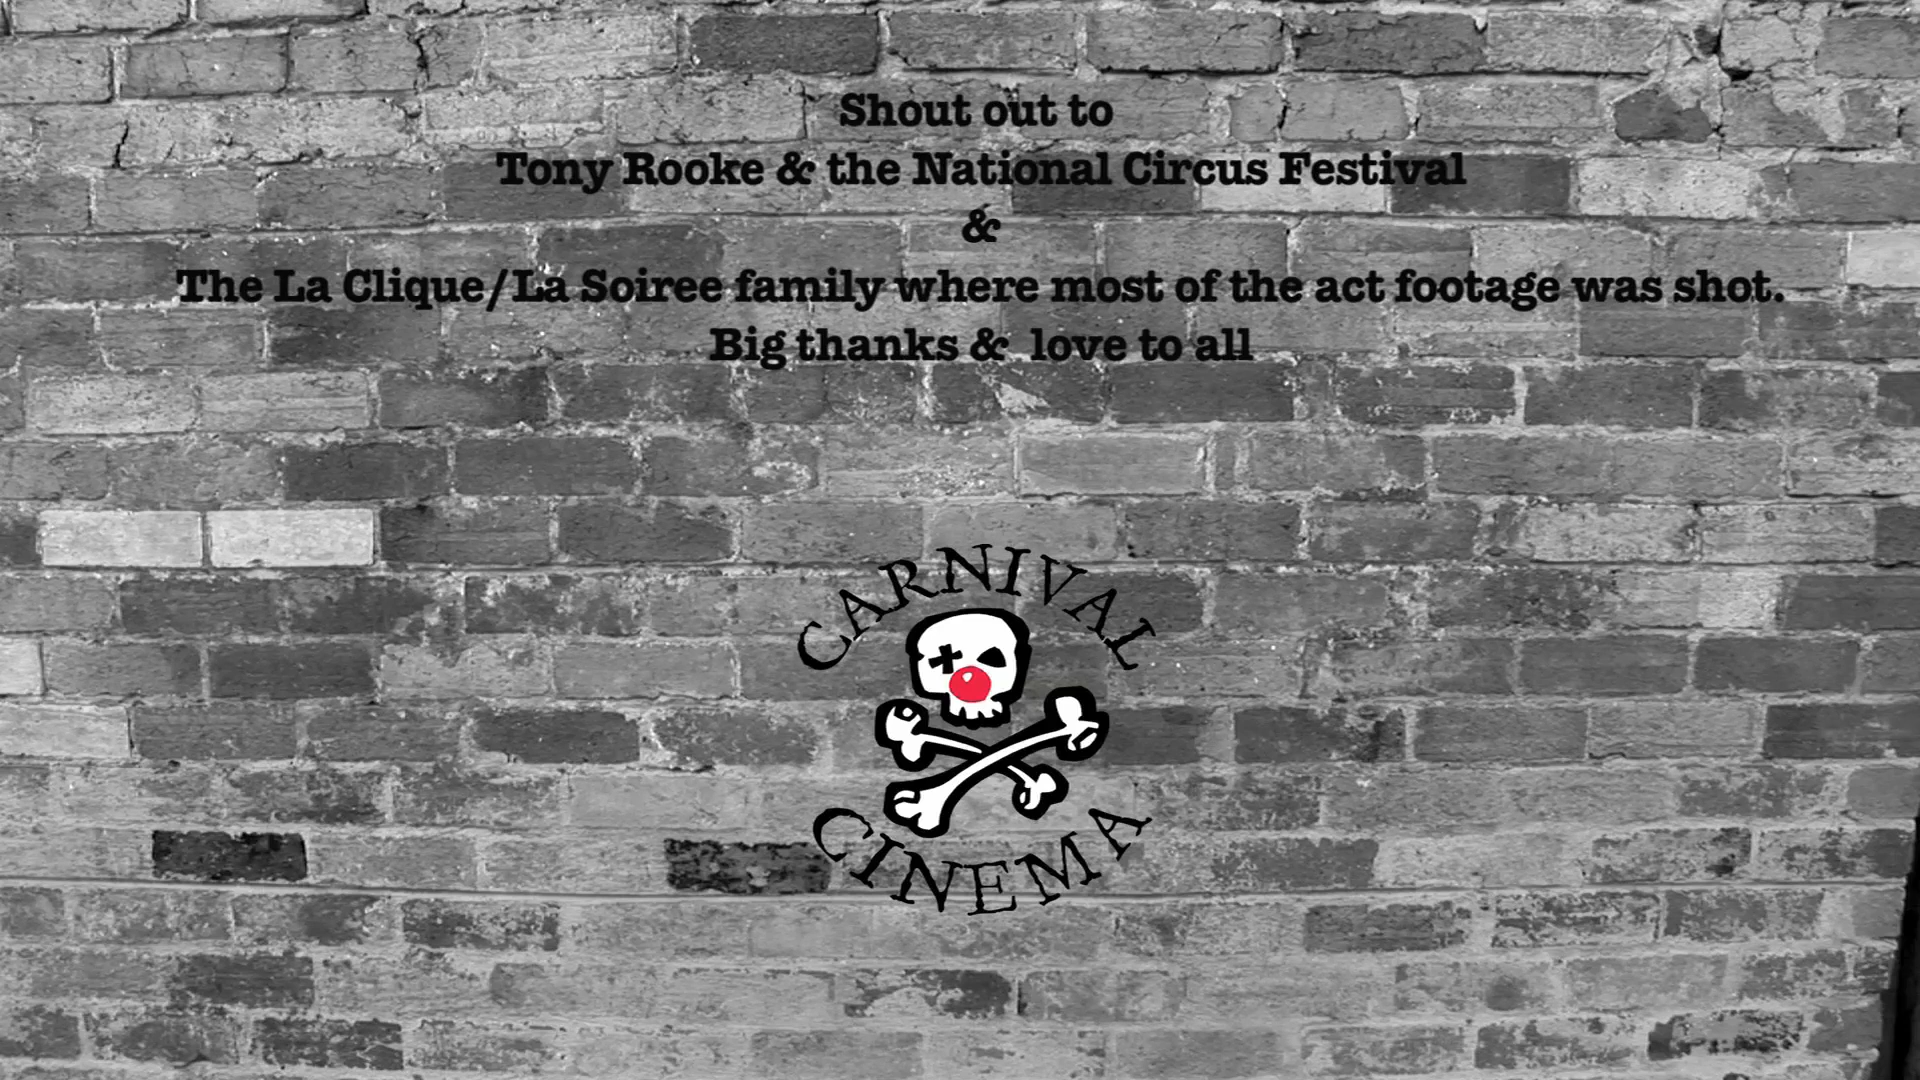 Shout out to
Tony Rooke & the National Circus Festival
&
The La Clique/La Soiree family where most of the act footage was shot.
Big thanks & love to all
CARNIVAL
CINEMA